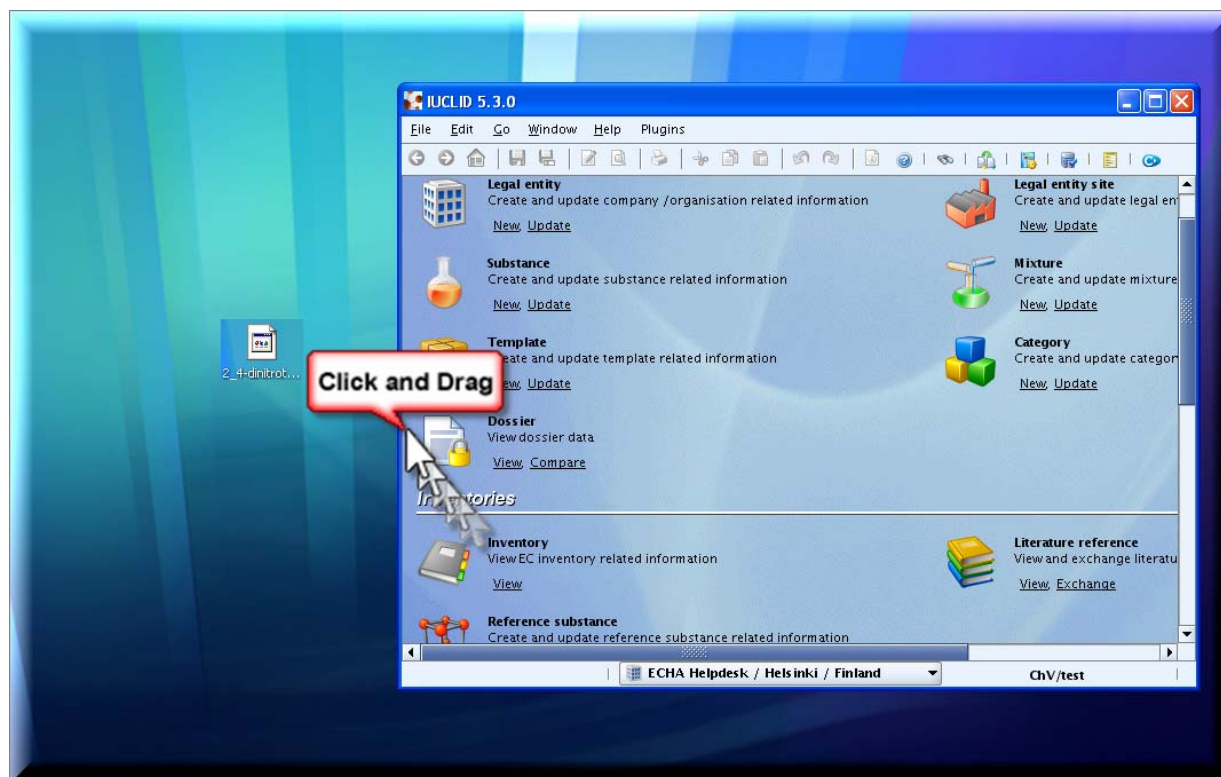 IUCLID 5.3.0
File Edit Go Window Help Plugins
Legal entity
Create and update company /organisation related information
New, Update
Legal entity site
Create and update legal en
New, Update
Substance
Create and update substance related information
New, Update
Mixture
Create and update mixture
New, Update
Template
eate and update template related information
ew, Update
Category
Create and update categor
New, Update
2_4-dinitrot...
Click and Drag
Dossier
View dossier data
View, Compare
Inventories
Inventory
View EC inventory related information
View
Literature reference
View and exchange literatu
View, Exchange
Reference substance
Create and update reference substance related information
ECHA Helpdesk / Helsinki / Finland
ChV/test